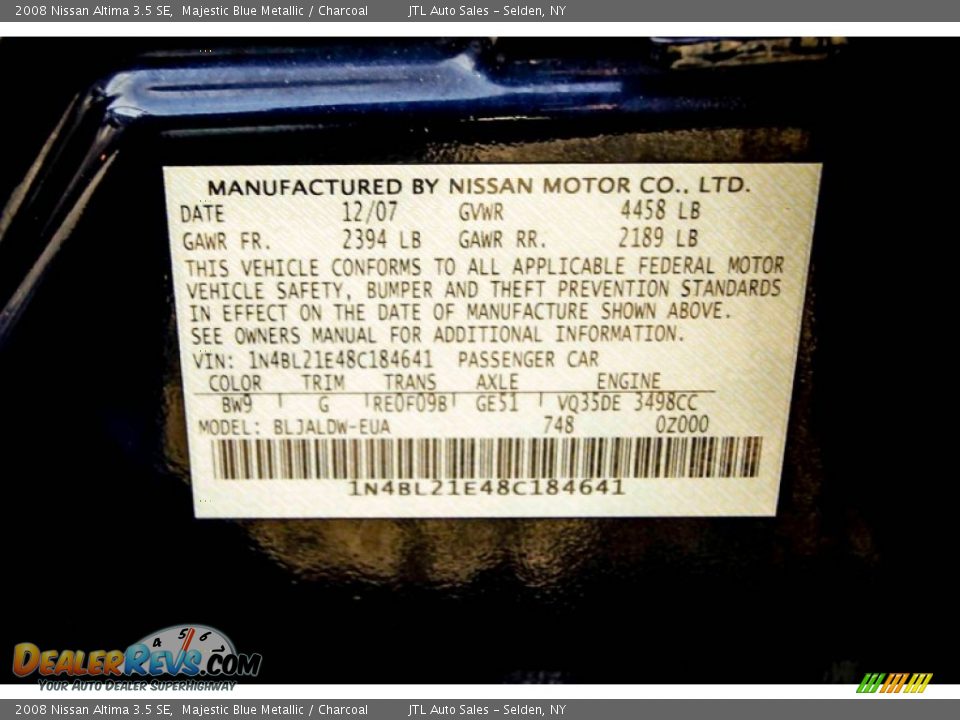 2008 Nissan Altima 3.5 SE, Majestic Blue Metallic / Charcoal JTL Auto Sales - Selden, NY
MANUFACTURED BY NISSAN MOTOR CO., LTD.
DATE 12/07 GVWR 4458 LB
GAWR FR. 2394 LB GAWR RR. 2189 LB
THIS VEHICLE CONFORMS TO ALL APPLICABLE FEDERAL MOTOR
VEHICLE SAFETY, BUMPER AND THEFT PREVENTION STANDARDS
IN EFFECT ON THE DATE OF MANUFACTURE SHOWN ABOVE.
SEE OWNERS MANUAL FOR ADDITIONAL INFORMATION.
VIN: 1N4BL21E48C184641 PASSENGER CAR
COLOR TRIM TRANS AXLE ENGINE
BW9 G RE0F09B GE51 VQ35DE 3498CC
MODEL: BLJALDW-EUA 748 0Z000
1N4BL21E48C184641
4 5 6
DEALERREVS.COM
YOUR AUTO DEALER SUPERHIGHWAY
2008 Nissan Altima 3.5 SE, Majestic Blue Metallic / Charcoal JTL Auto Sales - Selden, NY